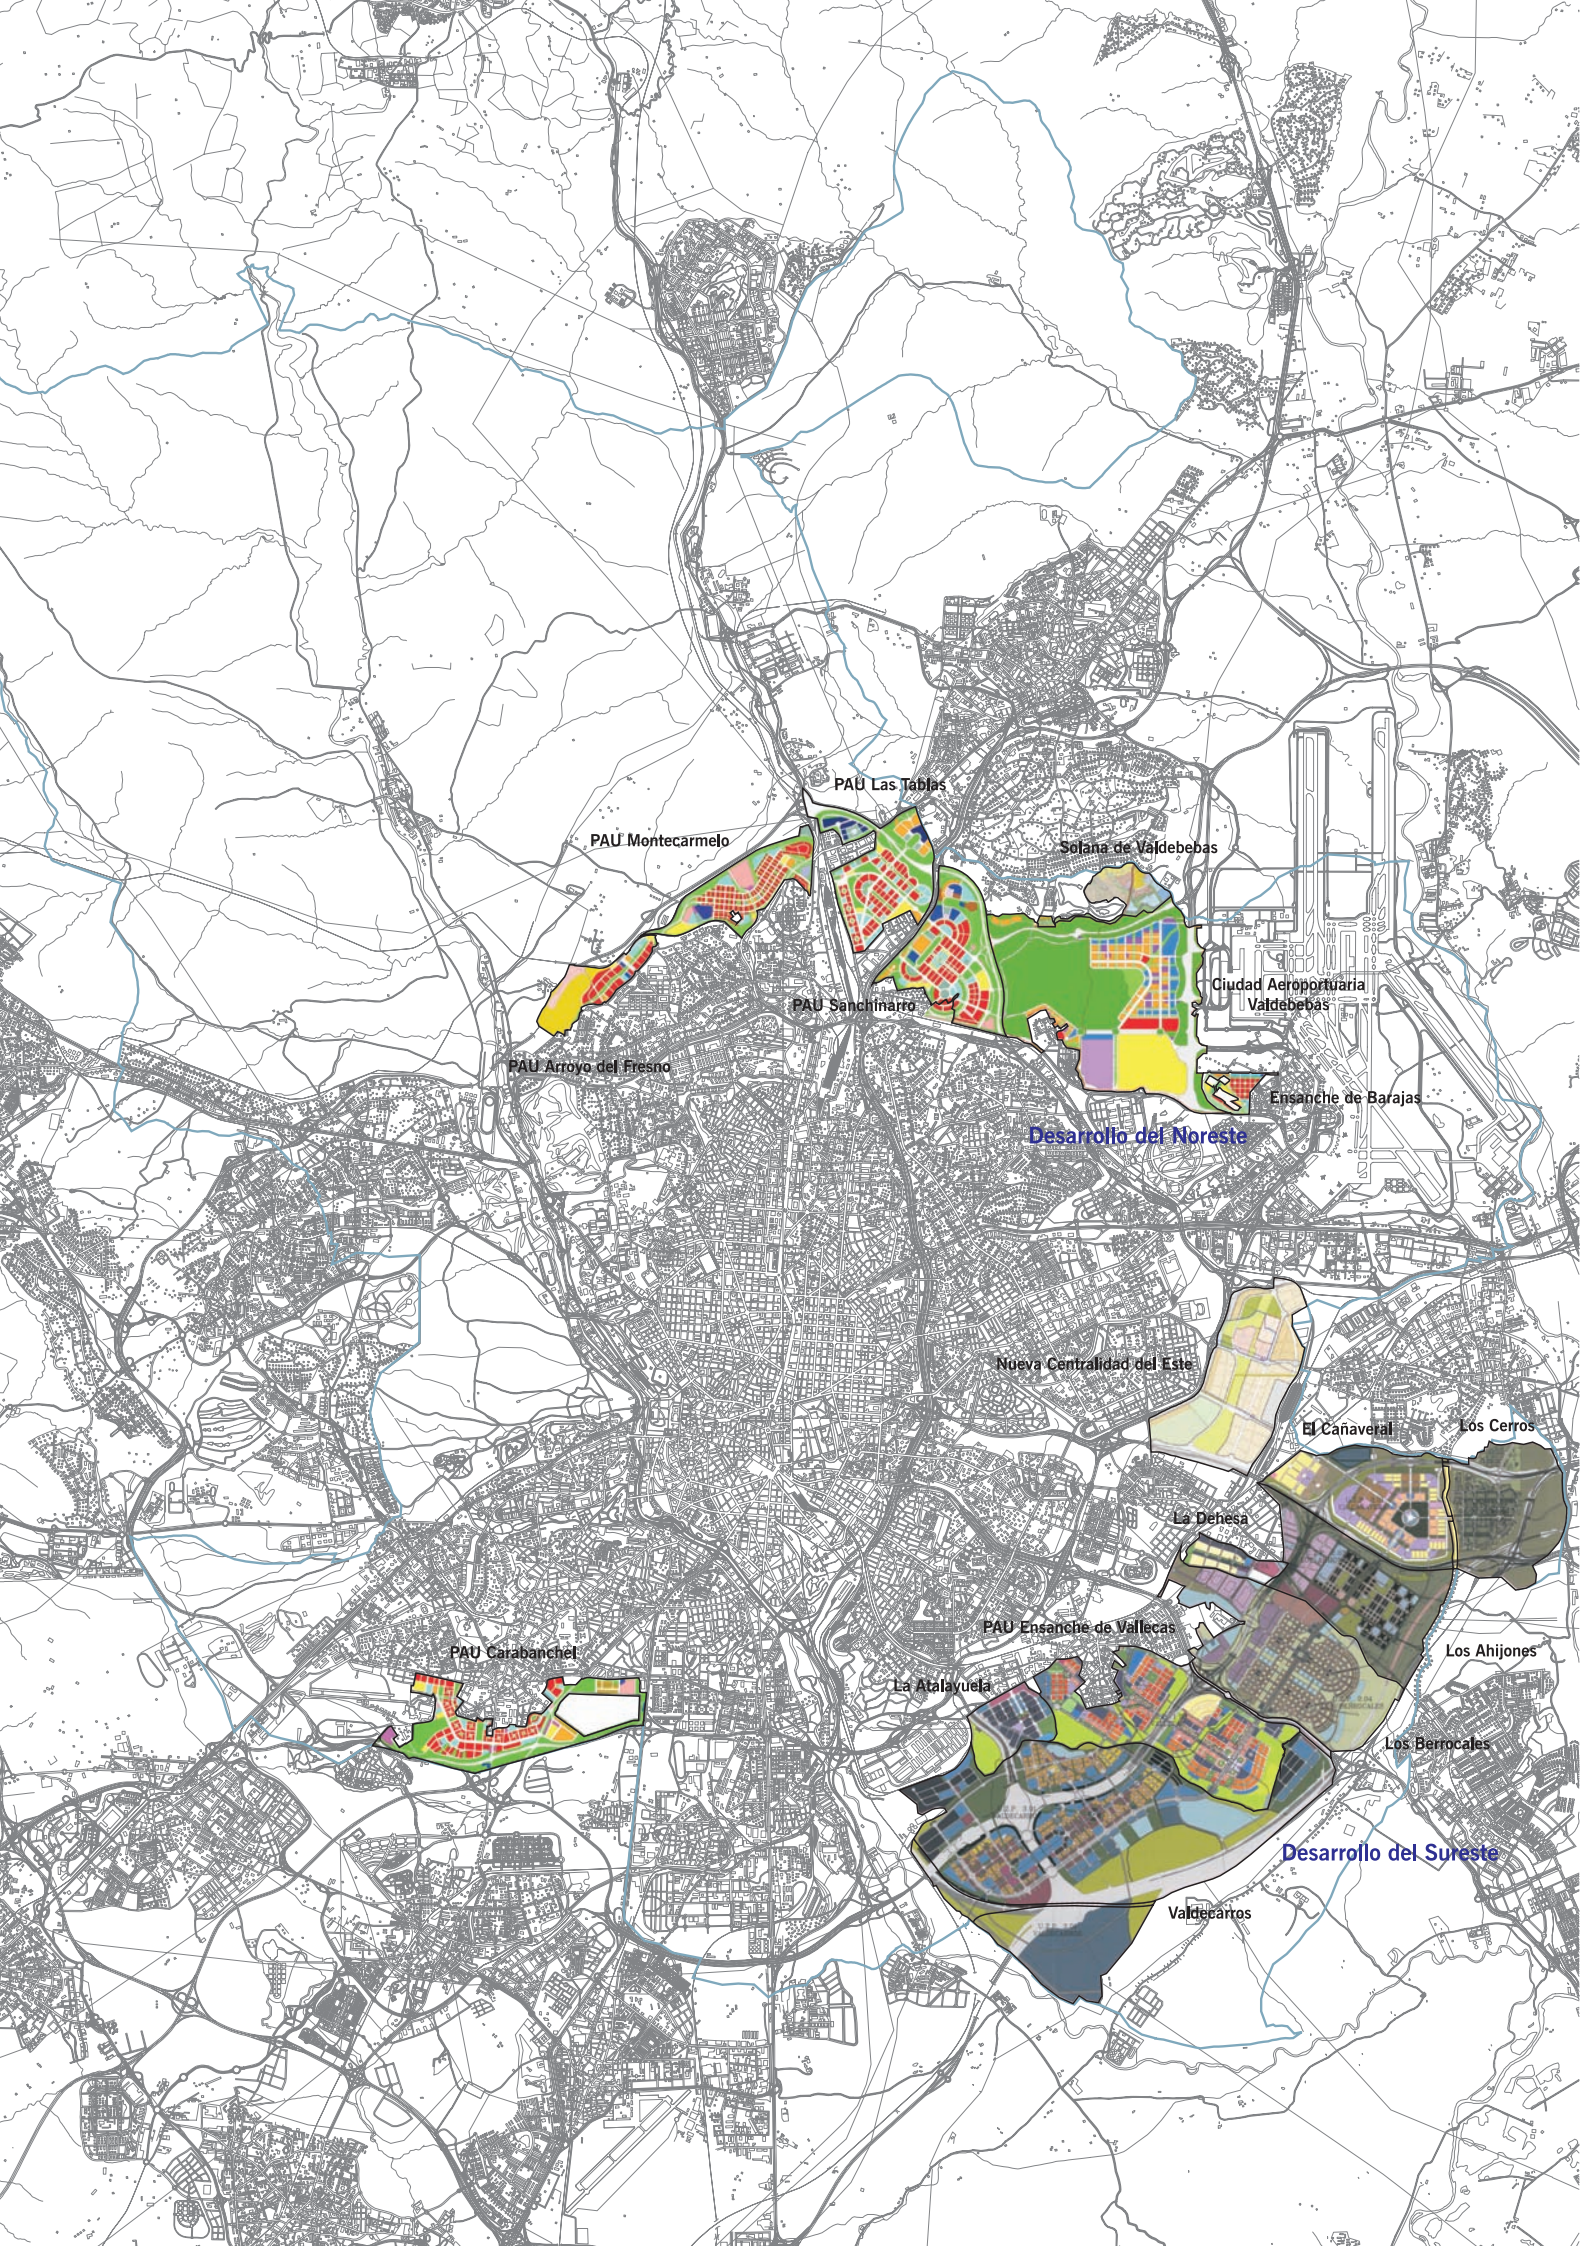 PAU Las Tablas
PAU Montecarmelo
Solana de Valdebebas
Ciudad Aeroportuaria
Valdebebas
PAU Sanchinarro
PAU Arroyo del Fresno
Ensanche de Barajas
Desarrollo del Noreste
Nueva Centralidad del Este
El Cañaveral
Los Cerros
La Dehesa
PAU Ensanche de Vallecas
PAU Carabanchel
Los Ahijones
La Atalayuela
Los Berrocales
Desarrollo del Sureste
Valdecarros